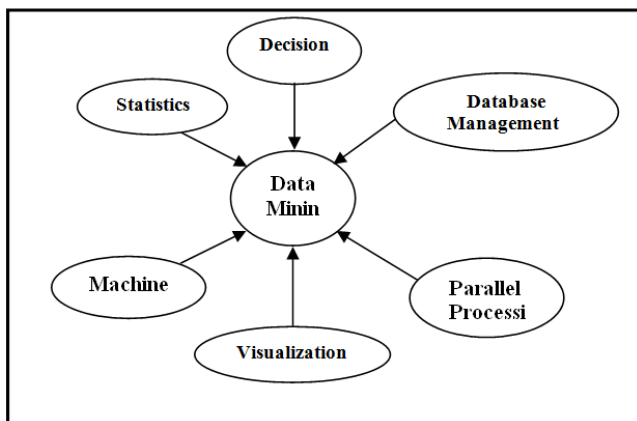 Decision
Statistics
Database
Management
Data
Minin
Machine
Parallel
Processi
Visualization